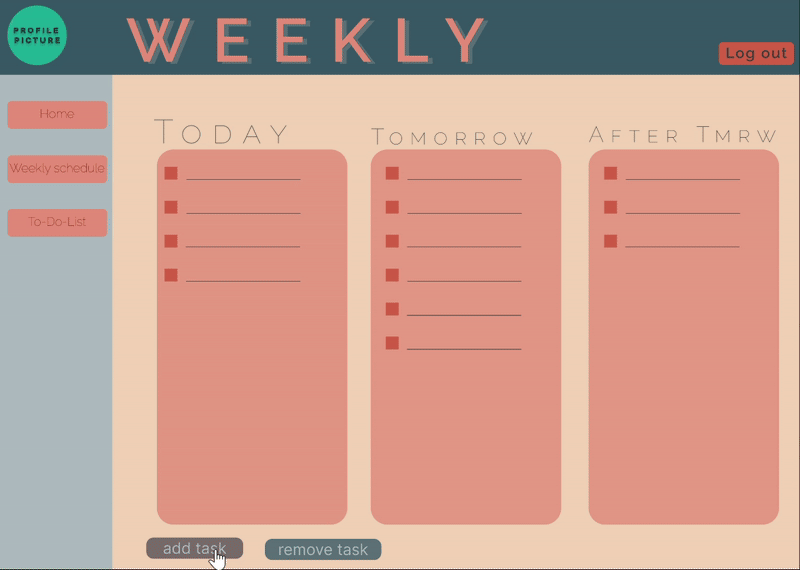 PROFILE
PICTURE
WEEKLY
Log out
Home
Weekly schedule
To-Do-List
Today
Tomorrow
After Tmrw
add task
remove task